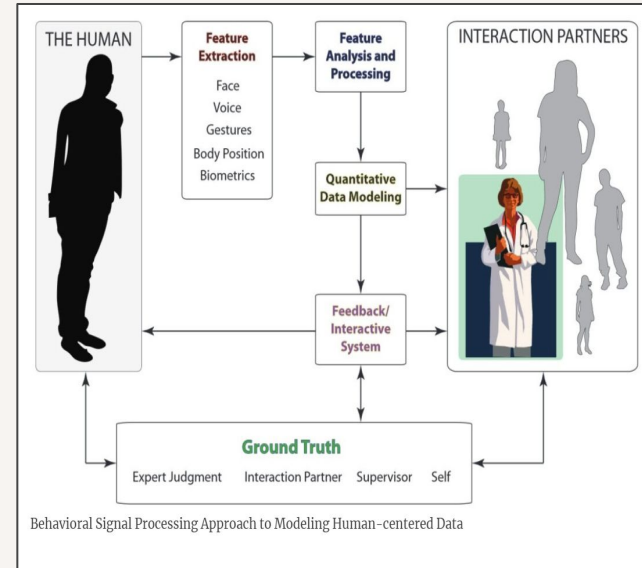 THE HUMAN
Feature
Extraction
Face
Voice
Gestures
Body Position
Biometrics
Feature
Analysis and
Processing
Quantitative
Data Modeling
Feedback/
Interactive
System
INTERACTION PARTNERS
Ground Truth
Expert Judgment Interaction Partner Supervisor Self
Behavioral Signal Processing Approach to Modeling Human-centered Data